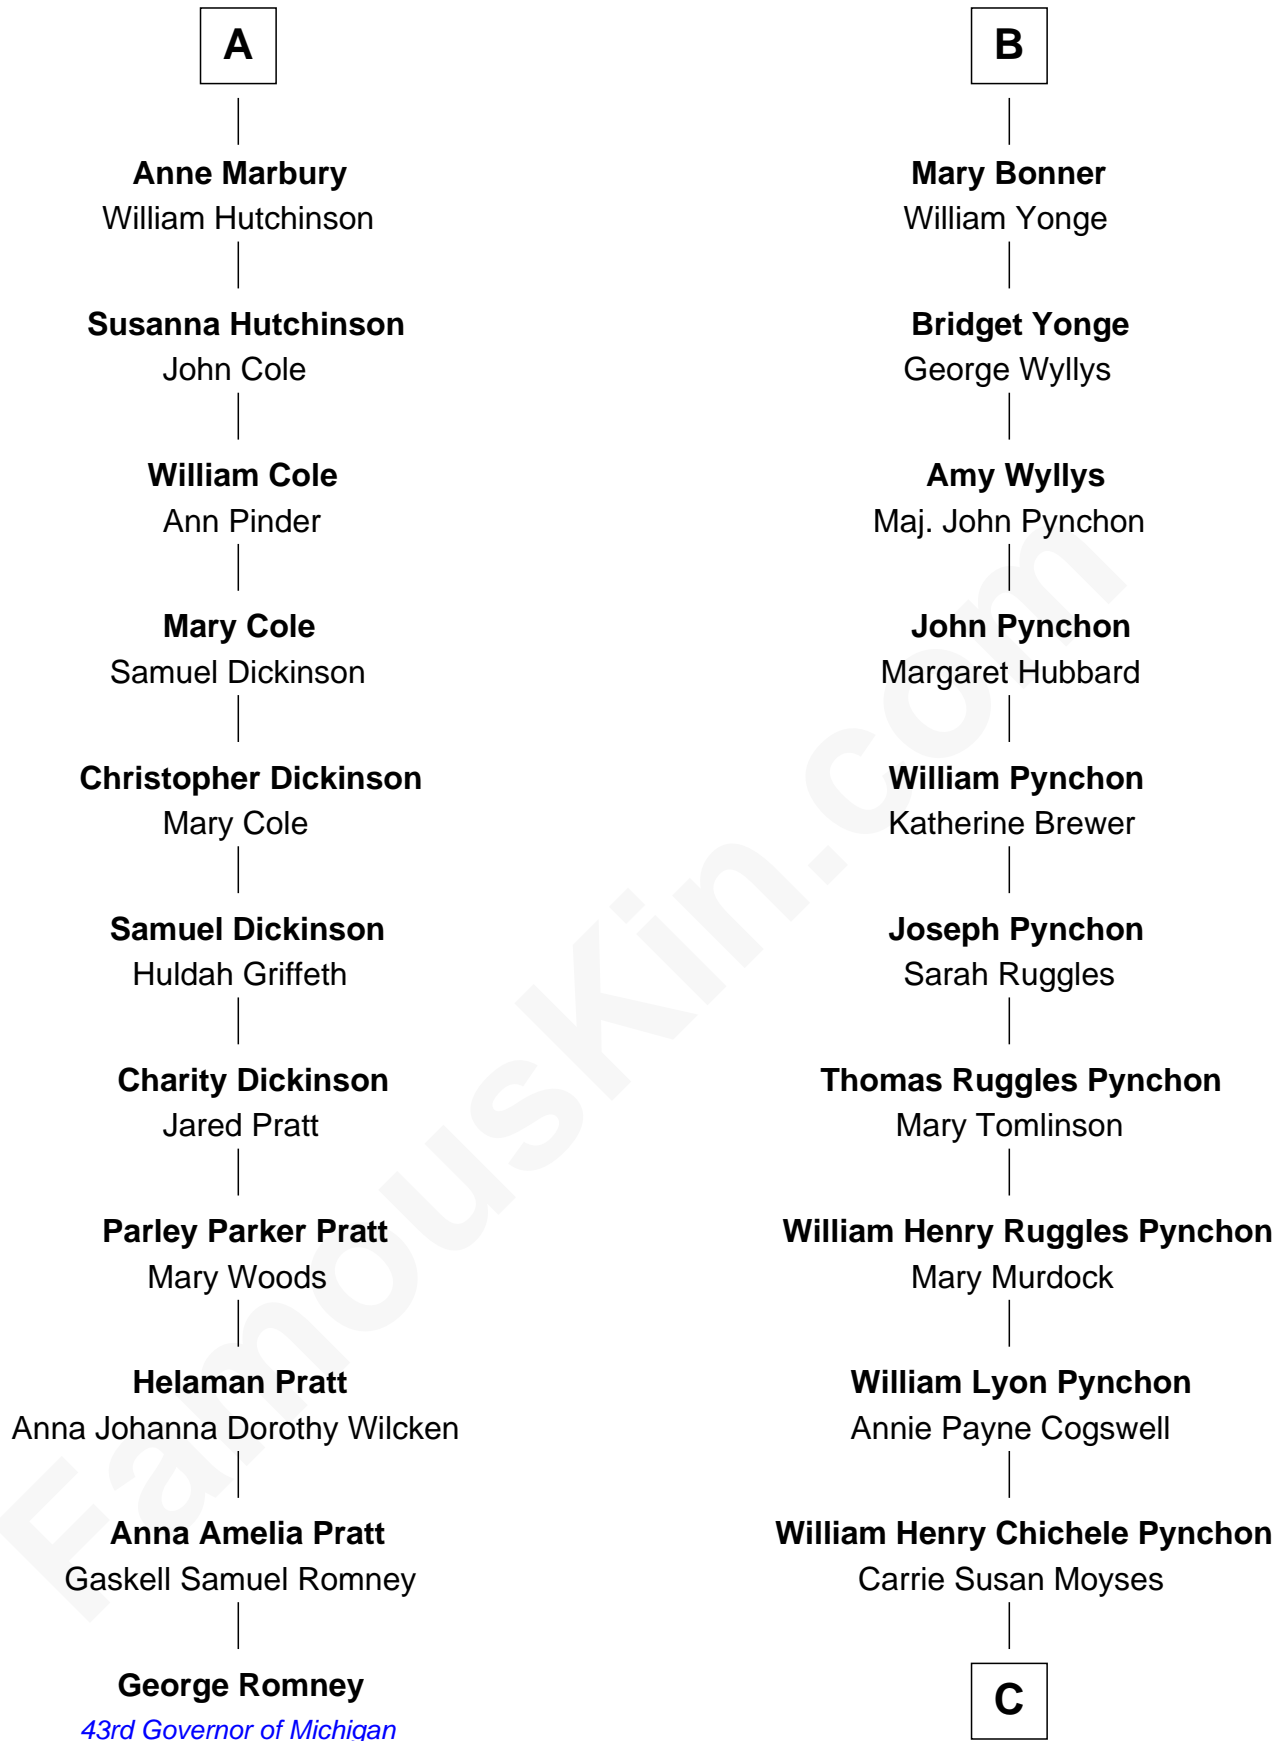 A
Anne Marbury
William Hutchinson
Susanna Hutchinson
John Cole
William Cole
Ann Pinder
Mary Cole
Samuel Dickinson
Christopher Dickinson
Mary Cole
Samuel Dickinson
Huldah Griffeth
Charity Dickinson
Jared Pratt
Parley Parker Pratt
Mary Woods
Helaman Pratt
Anna Johanna Dorothy Wilcken
Anna Amelia Pratt
Gaskell Samuel Romney
George Romney
43rd Governor of Michigan
B
Mary Bonner
William Yonge
Bridget Yonge
George Wyllys
Amy Wyllys
Maj. John Pynchon
John Pynchon
Margaret Hubbard
William Pynchon
Katherine Brewer
Joseph Pynchon
Sarah Ruggles
Thomas Ruggles Pynchon
Mary Tomlinson
William Henry Ruggles Pynchon
Mary Murdock
William Lyon Pynchon
Annie Payne Cogswell
William Henry Chichele Pynchon
Carrie Susan Moyses
C
FamousKin.com